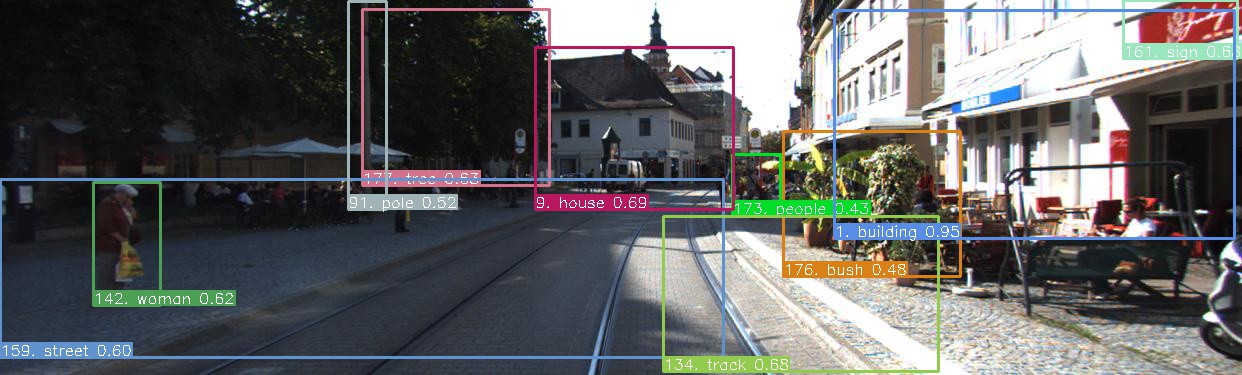 161. sign 0.63
177. tree 0.63
91. pole 0.52
9. house 0.69
173. people 0.43
1. building 0.95
176. bush 0.48
142. woman 0.62
159. street 0.60
134. track 0.68